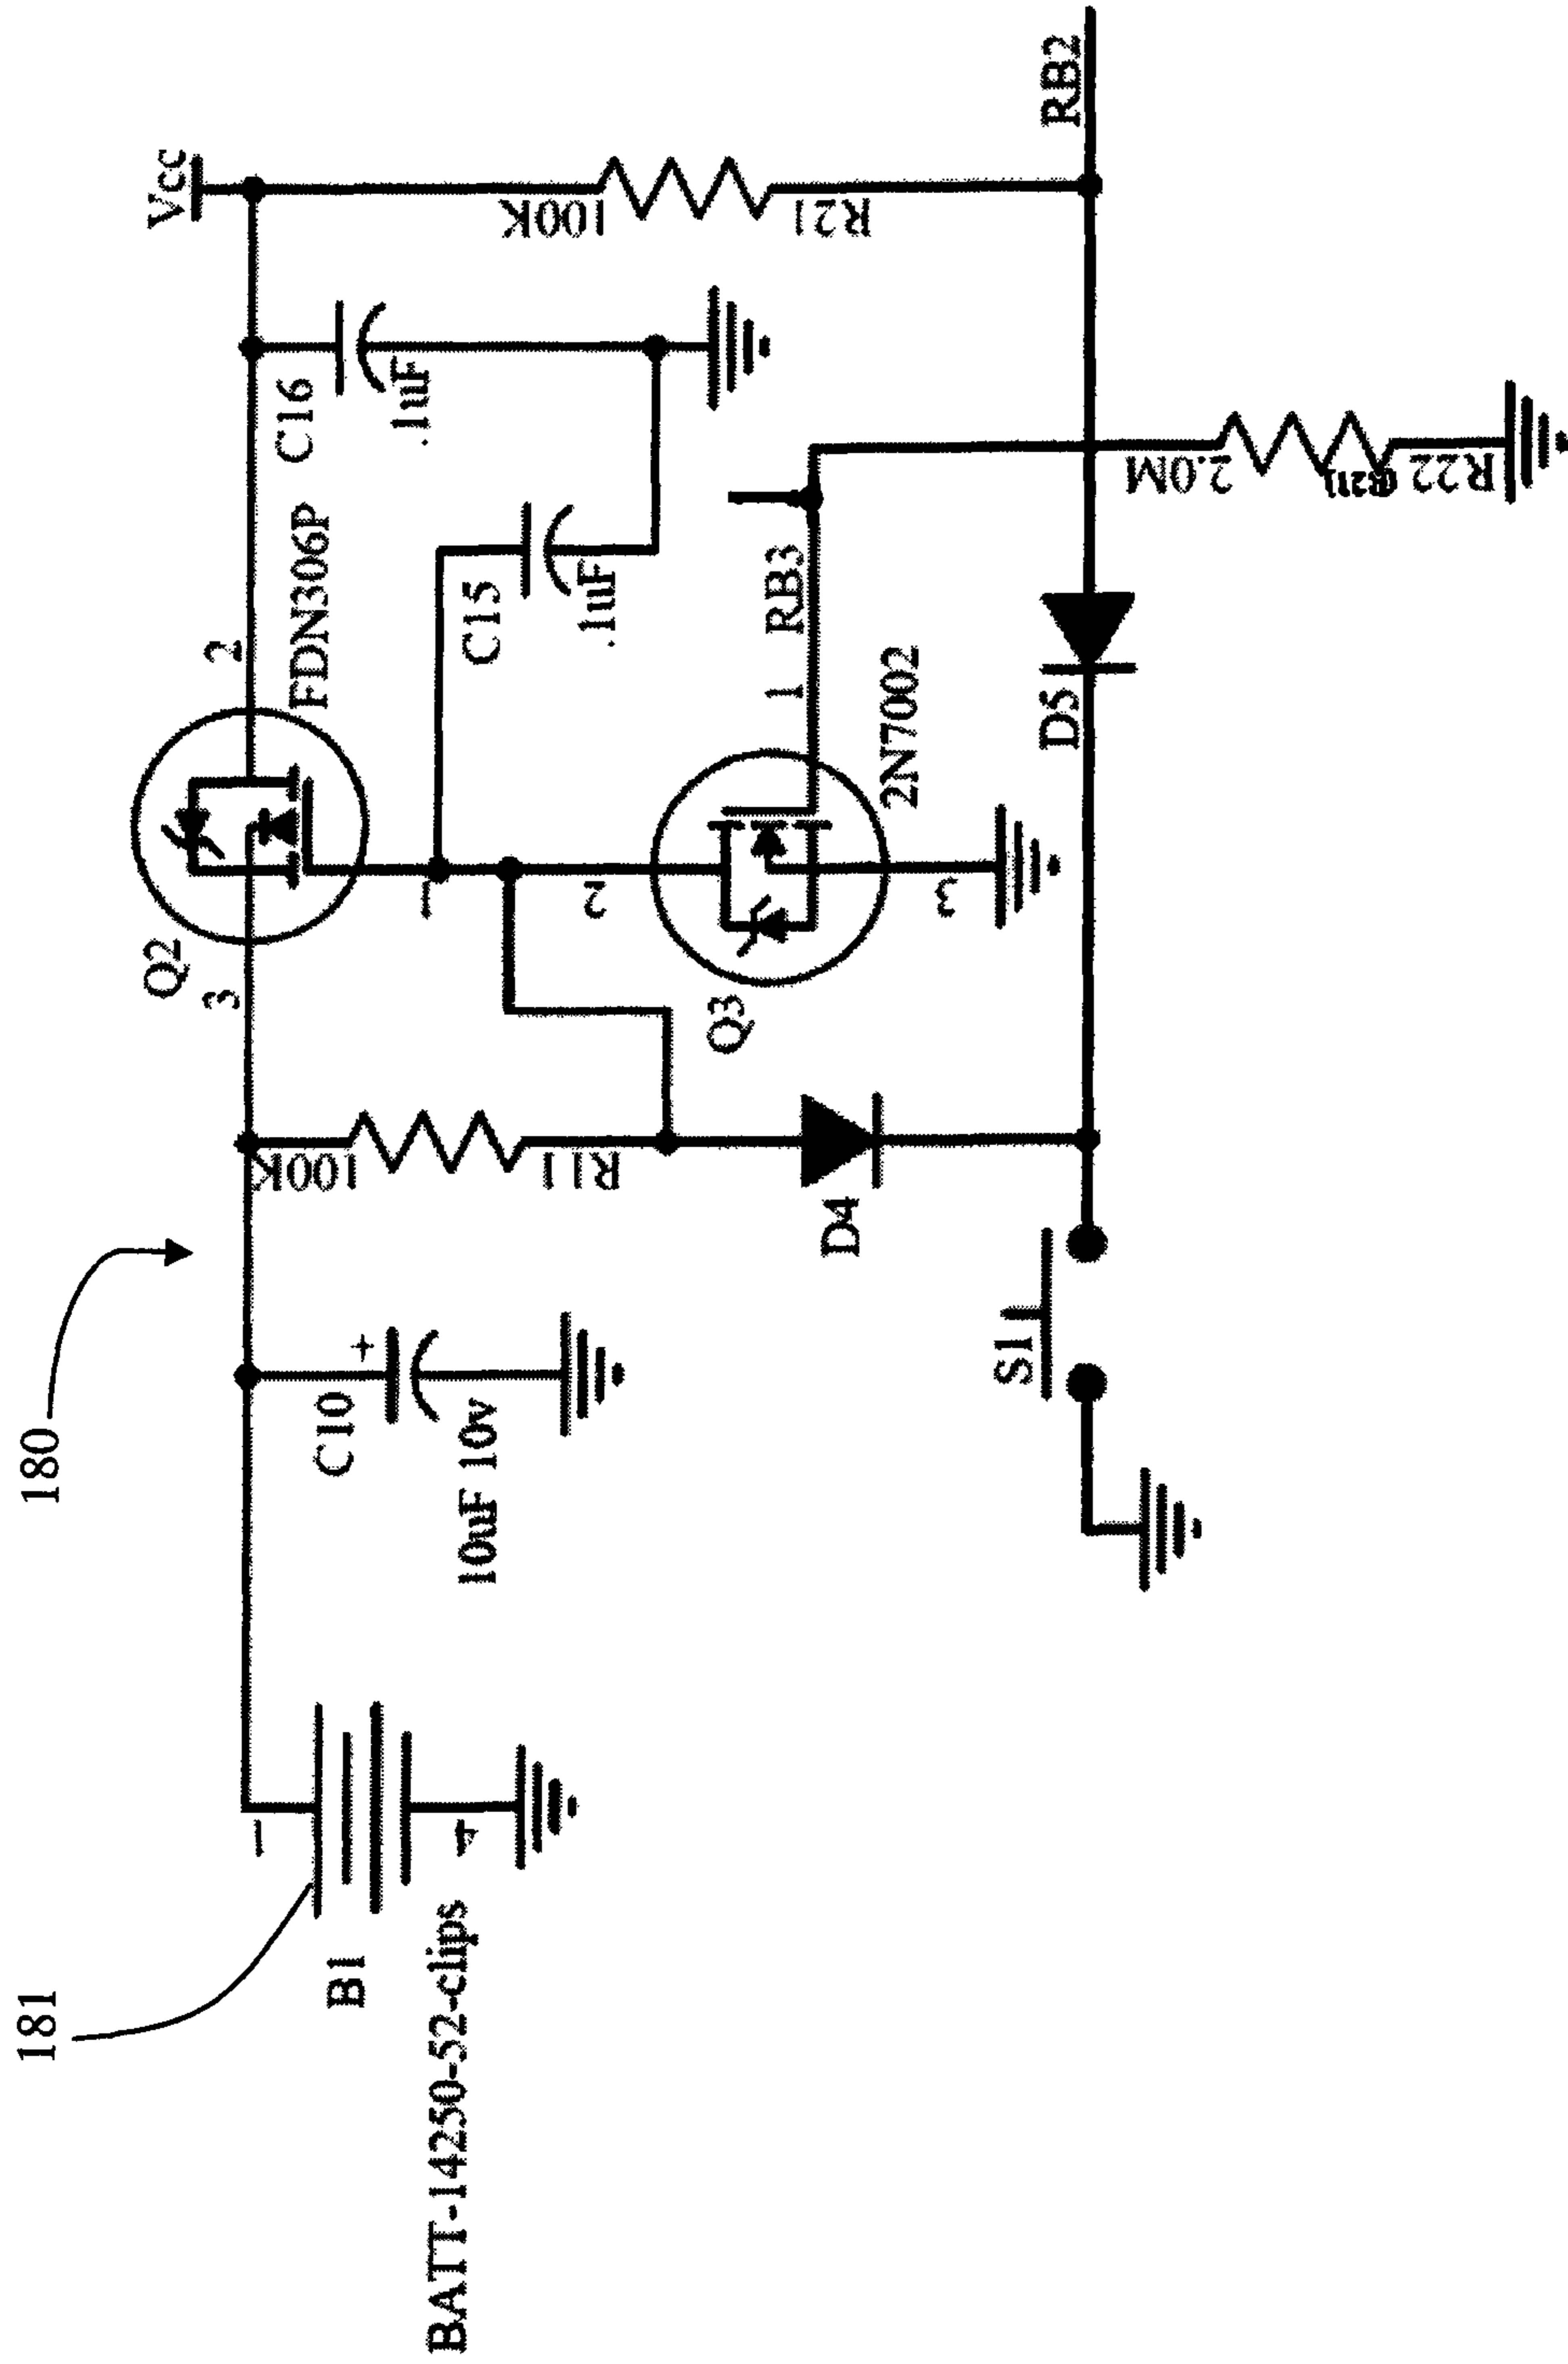 180
181
B1
BATT-14250-52-clips
1
+
C10
+
10uF 10v
100K
R11
D4
S1
Q2
3
2
FDN306P
1
C15
.1uF
C16
.1uF
Vcc
100K
R21
RB2
Q3
2
3
1
RB3
2N7002
D5
2.0M
R22